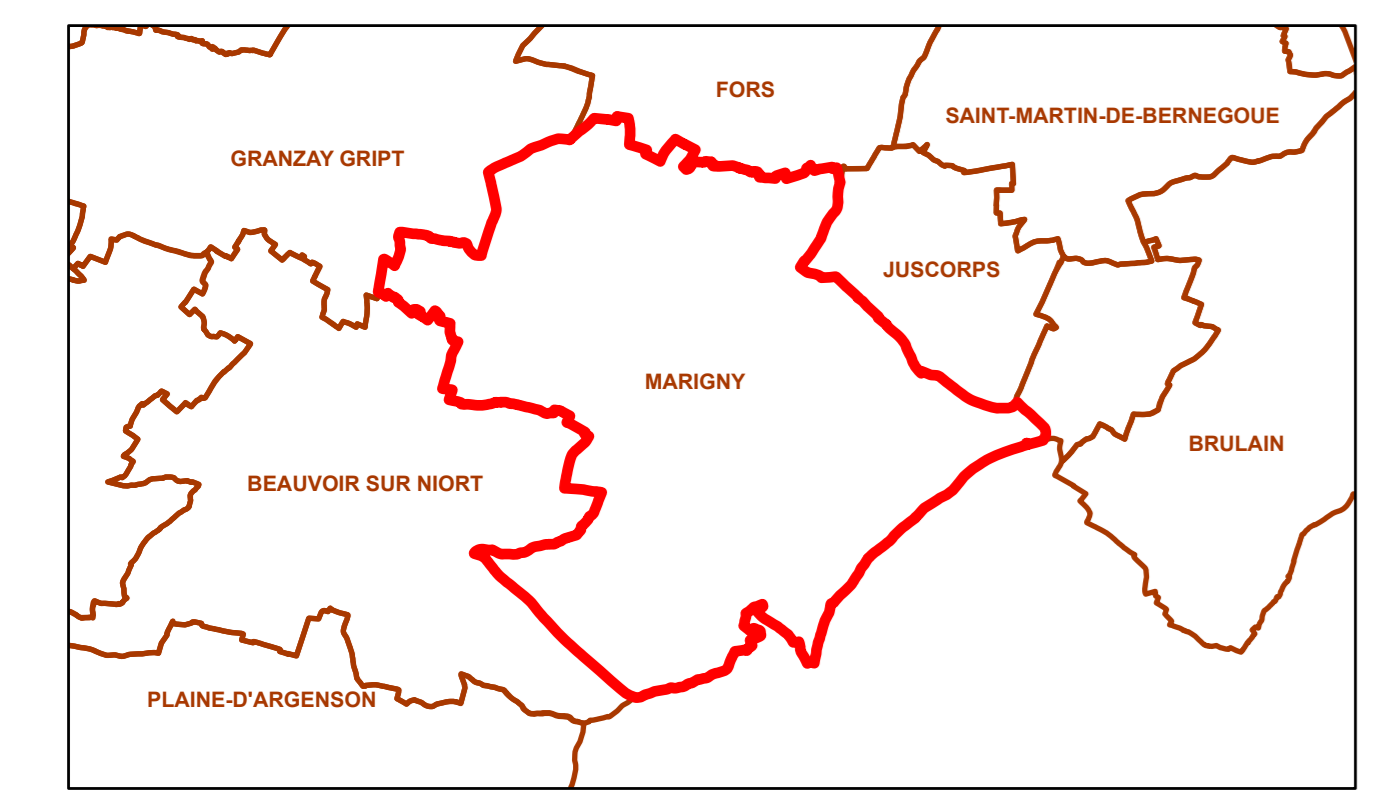 FORS
SAINT-MARTIN-DE-BERNEGOUE
GRANZAY GRIPT
JUSCORPS
MARIGNY
BRULAIN
BEAUVOIR SUR NIORT
PLAINE-D'ARGENSON